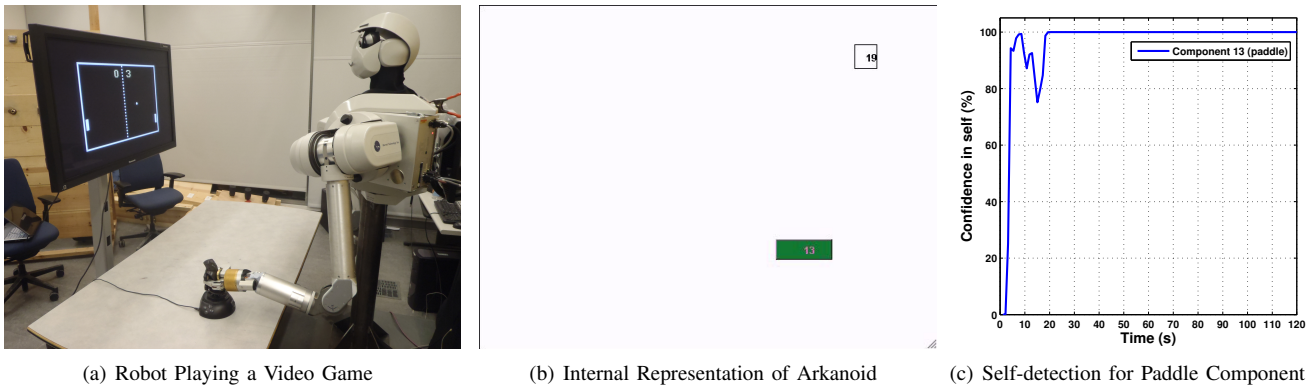 0 3
19
13
Confidence in self (%)
100
80
60
40
20
0
Component 13 (paddle)
0 10 20 30 40 50 60 70 80 90 100 110 120
Time (s)
(a) Robot Playing a Video Game
(b) Internal Representation of Arkanoid
(c) Self-detection for Paddle Component